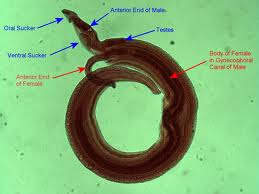 Oral Sucker
Anterior End of Male
Testes
Ventral Sucker
Body of Female
in Gynecophoral
Canal of Male
Anterior End
of Female